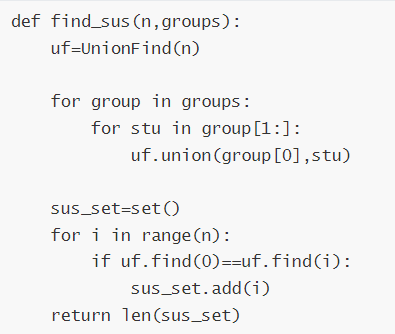 def find_sus(n,groups):
    uf=UnionFind(n)

    for group in groups:
        for stu in group[1:]:
            uf.union(group[0],stu)

    sus_set=set()
    for i in range(n):
        if uf.find(0)==uf.find(i):
            sus_set.add(i)
    return len(sus_set)